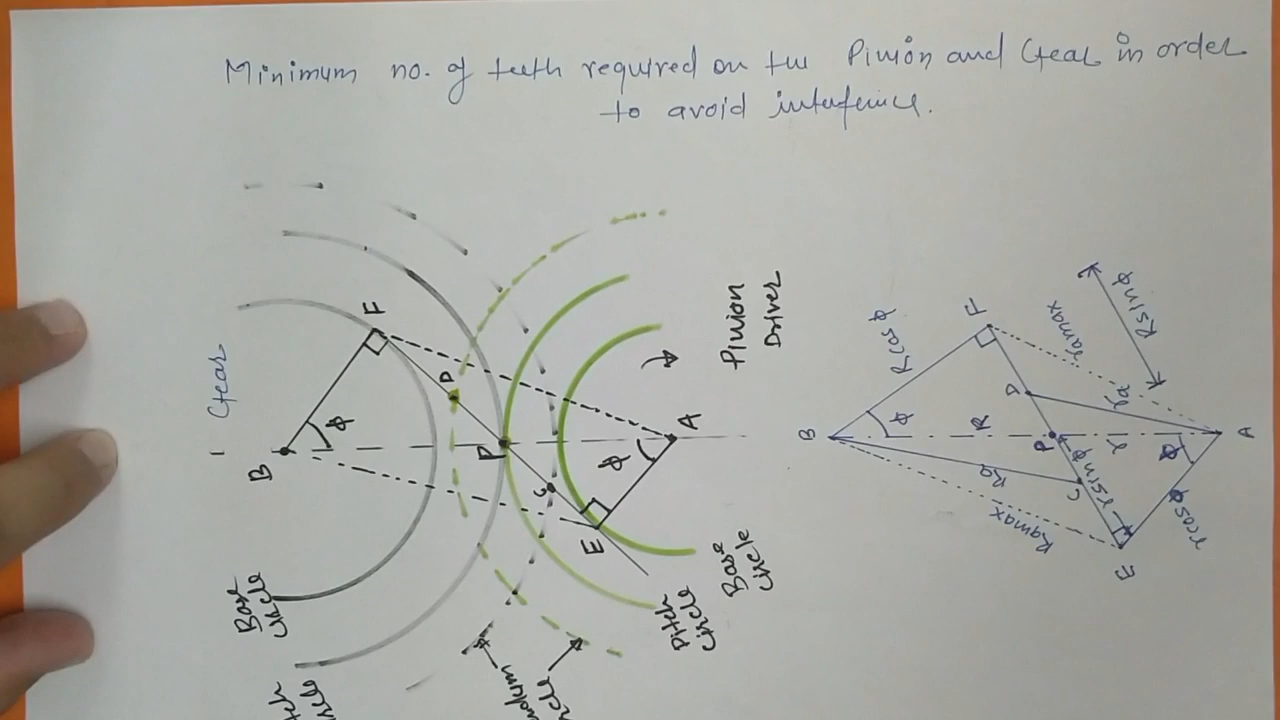 Minimum no. of teeth required on the Pinion and Gear in order
to avoid interference.
Gear
B
F
φ
D
P
C
E
φ
A
Pinion
Driver
Base
circle
Pitch
circle
Base
circle
B
F
R cos φ
φ
R
D
P
ramax
ra
R sin φ
r
φ
A
Ra
C
r sin φ
Ramax
r cos φ
E